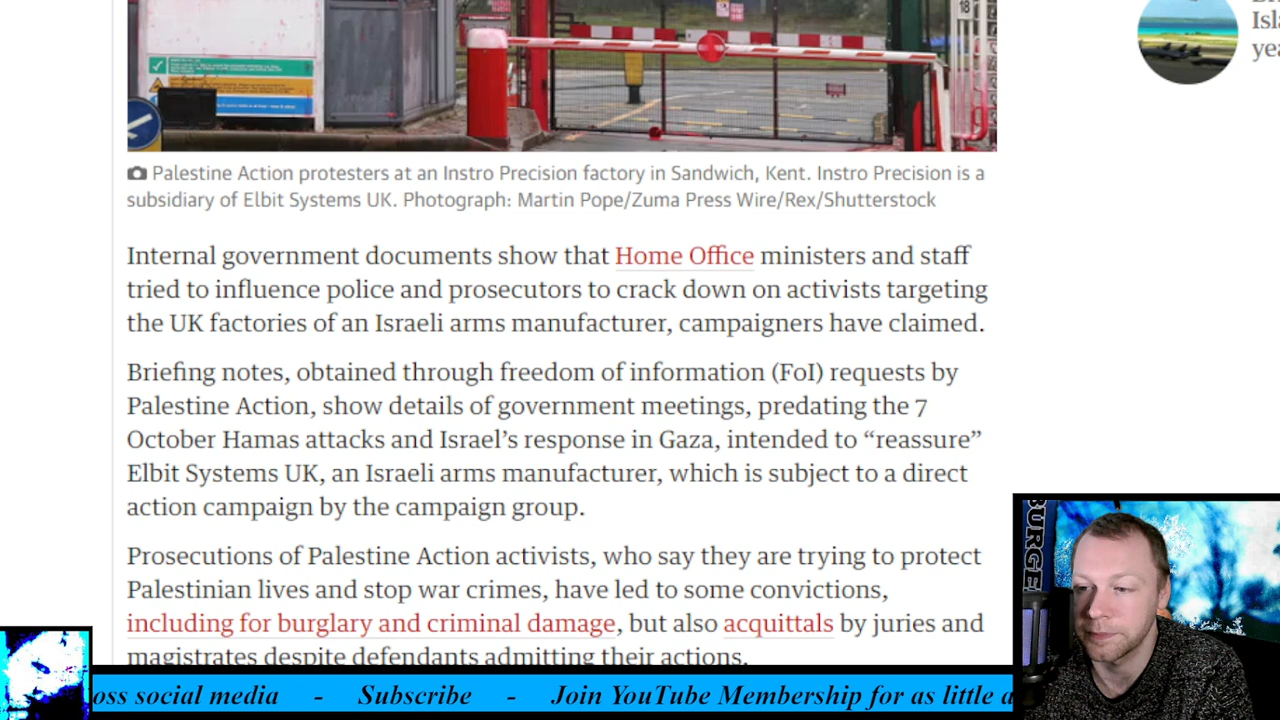 18
Isl
yea
Palestine Action protesters at an Instro Precision factory in Sandwich, Kent. Instro Precision is a
subsidiary of Elbit Systems UK. Photograph: Martin Pope/Zuma Press Wire/Rex/Shutterstock
Internal government documents show that Home Office ministers and staff
tried to influence police and prosecutors to crack down on activists targeting
the UK factories of an Israeli arms manufacturer, campaigners have claimed.
Briefing notes, obtained through freedom of information (FoI) requests by
Palestine Action, show details of government meetings, predating the 7
October Hamas attacks and Israel’s response in Gaza, intended to “reassure”
Elbit Systems UK, an Israeli arms manufacturer, which is subject to a direct
action campaign by the campaign group.
Prosecutions of Palestine Action activists, who say they are trying to protect
Palestinian lives and stop war crimes, have led to some convictions,
including for burglary and criminal damage, but also acquittals by juries and
magistrates despite defendants admitting their actions.
BURGE
oss social media - Subscribe - Join YouTube Membership for as little a